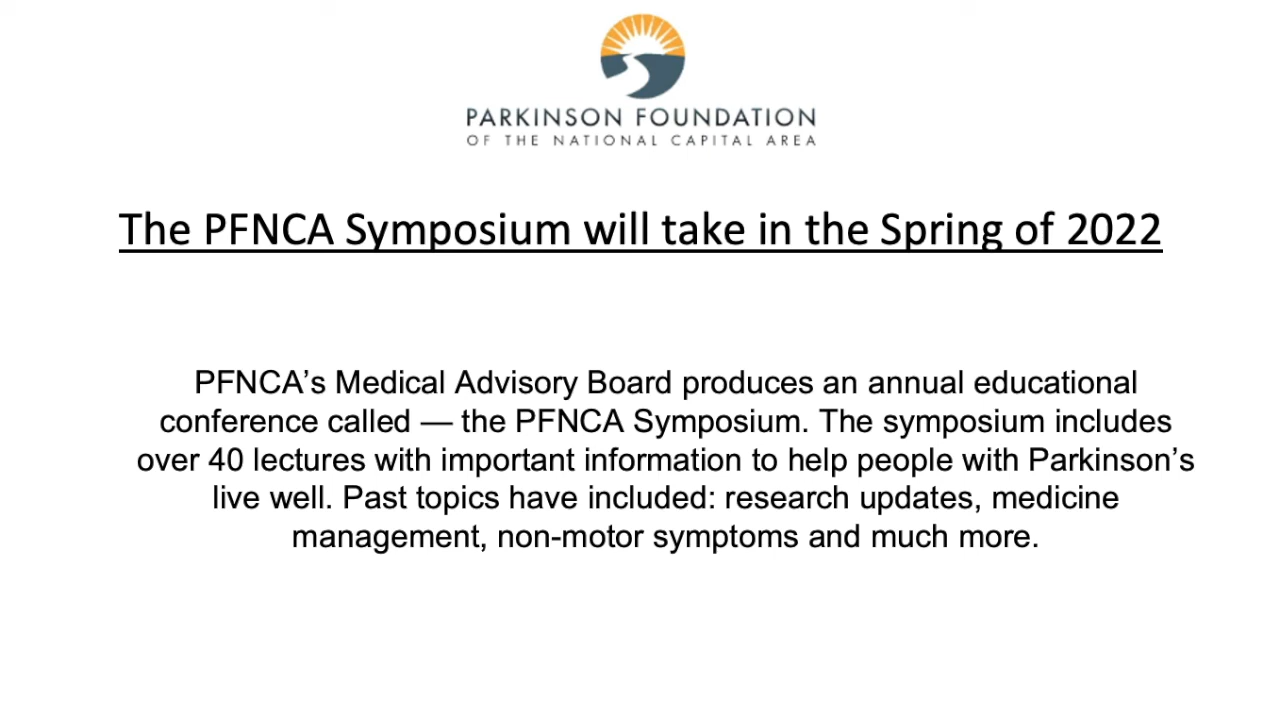 PARKINSON FOUNDATION
OF THE NATIONAL CAPITAL AREA
The PFNCA Symposium will take in the Spring of 2022
PFNCA’s Medical Advisory Board produces an annual educational
conference called — the PFNCA Symposium. The symposium includes
over 40 lectures with important information to help people with Parkinson’s
live well. Past topics have included: research updates, medicine
management, non-motor symptoms and much more.